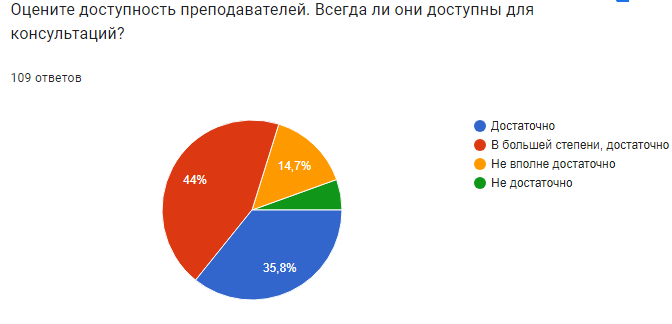 Оцените доступность преподавателей. Всегда ли они доступны для
консультаций?
109 ответов
Достаточно
В большей степени, достаточно
Не вполне достаточно
Не достаточно
14,7%
44%
35,8%